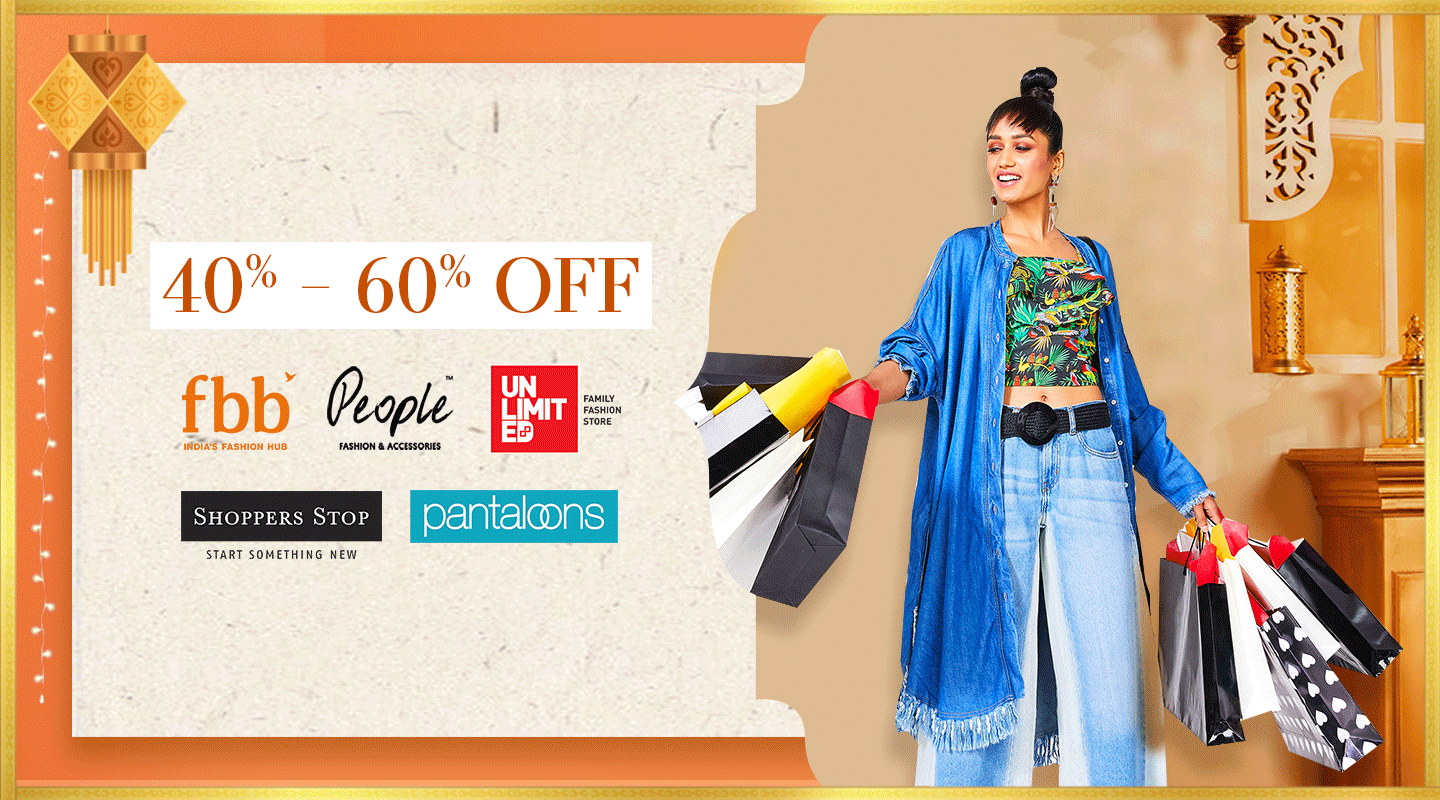 40% – 60% OFF
fbb
INDIA'S FASHION HUB
People™
FASHION & ACCESSORIES
UN
LIMIT
ED
FAMILY
FASHION
STORE
SHOPPERS STOP
START SOMETHING NEW
pantaloons